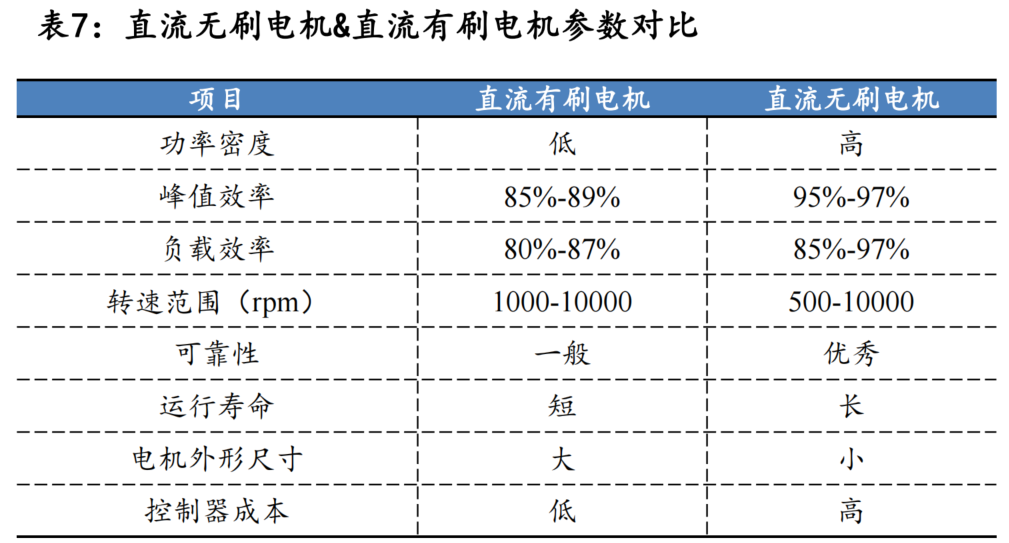 表7：直流无刷电机&直流有刷电机参数对比
项目 直流有刷电机 直流无刷电机
功率密度 低 高
峰值效率 85%-89% 95%-97%
负载效率 80%-87% 85%-97%
转速范围（rpm） 1000-10000 500-10000
可靠性 一般 优秀
运行寿命 短 长
电机外形尺寸 大 小
控制器成本 低 高